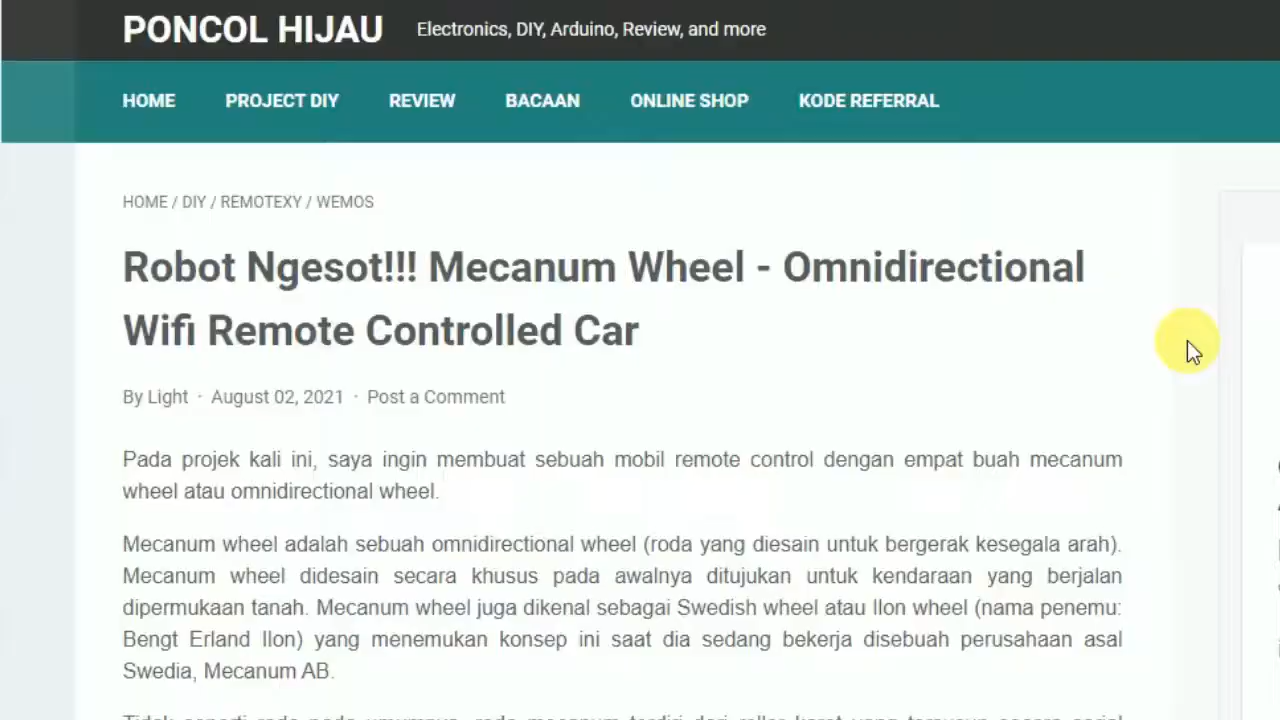 PONCOL HIJAU Electronics, DIY, Arduino, Review, and more
HOME PROJECT DIY REVIEW BACAAN ONLINE SHOP KODE REFERRAL
HOME / DIY / REMOTEXY / WEMOS
Robot Ngesot!!! Mecanum Wheel - Omnidirectional
Wifi Remote Controlled Car
By Light · August 02, 2021 · Post a Comment
Pada projek kali ini, saya ingin membuat sebuah mobil remote control dengan empat buah mecanum
wheel atau omnidirectional wheel.
Mecanum wheel adalah sebuah omnidirectional wheel (roda yang diesain untuk bergerak kesegala arah).
Mecanum wheel didesain secara khusus pada awalnya ditujukan untuk kendaraan yang berjalan
dipermukaan tanah. Mecanum wheel juga dikenal sebagai Swedish wheel atau Ilon wheel (nama penemu:
Bengt Erland Ilon) yang menemukan konsep ini saat dia sedang bekerja disebuah perusahaan asal
Swedia, Mecanum AB.